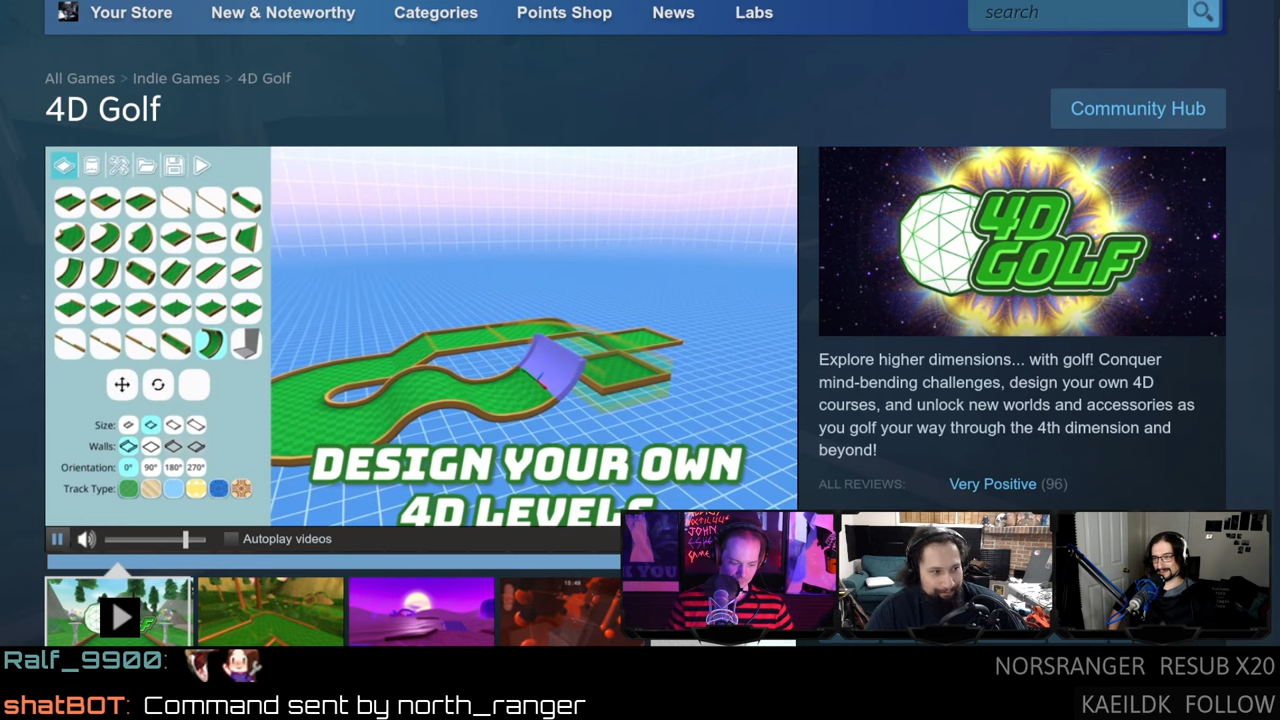 Your Store New & Noteworthy Categories Points Shop News Labs search
All Games > Indie Games > 4D Golf
4D Golf
Community Hub
4D
GOLF
Size:
Walls:
Orientation: 0° 90° 180° 270°
Track Type:
DESIGN YOUR OWN
4D LEVELS
Explore higher dimensions... with golf! Conquer
mind-bending challenges, design your own 4D
courses, and unlock new worlds and accessories as
you golf your way through the 4th dimension and
beyond!
ALL REVIEWS: Very Positive (96)
Autoplay videos
K YOU
JOHN
Ralf_9900:
NORSRANGER RESUB X20
shatBOT: Command sent by north_ranger
KAEILDK FOLLOW